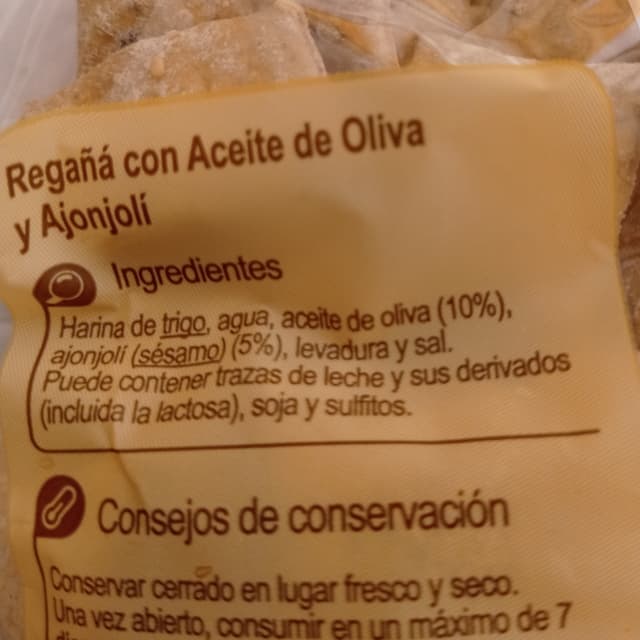 Regañá con Aceite de Oliva
y Ajonjolí
Ingredientes
Harina de trigo, agua, aceite de oliva (10%),
ajonjolí (sésamo) (5%), levadura y sal.
Puede contener trazas de leche y sus derivados
(incluida la lactosa), soja y sulfitos.
Consejos de conservación
Conservar cerrado en lugar fresco y seco.
Una vez abierto, consumir en un máximo de 7